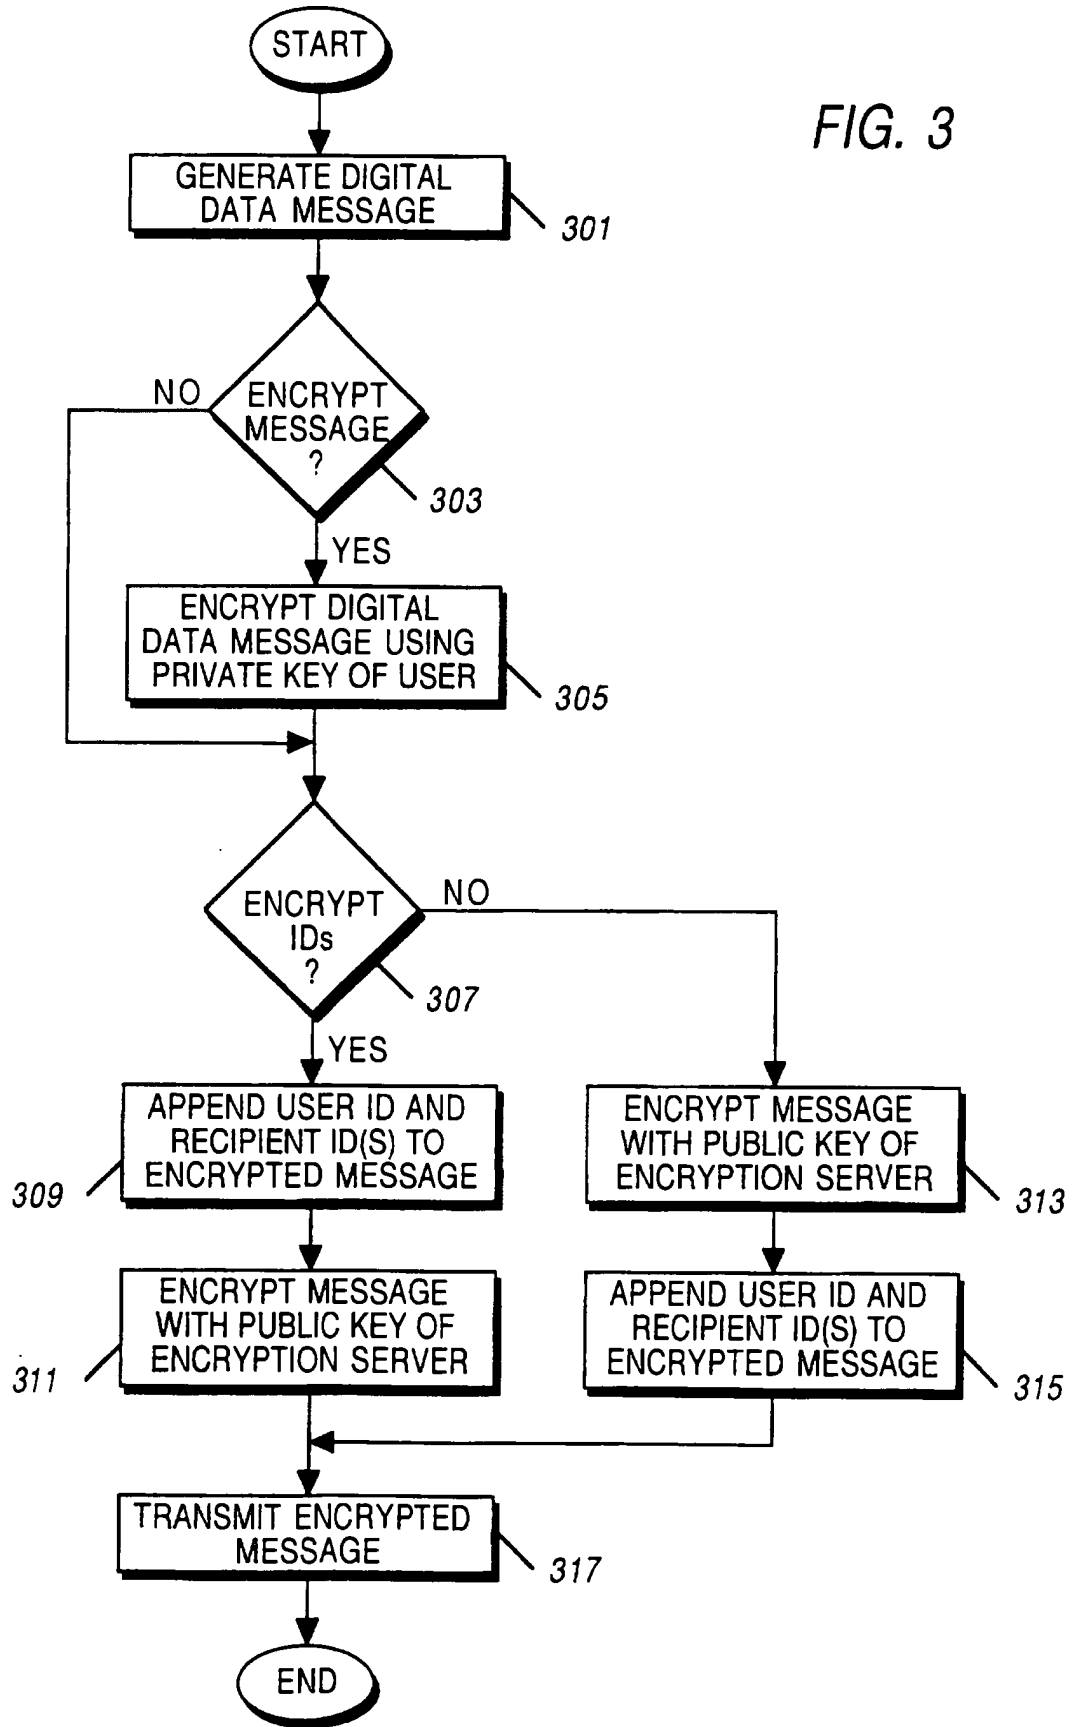 START
FIG. 3
GENERATE DIGITAL
DATA MESSAGE
301
NO
ENCRYPT
MESSAGE
?
303
YES
ENCRYPT DIGITAL
DATA MESSAGE USING
PRIVATE KEY OF USER
305
ENCRYPT
IDs
?
NO
307
YES
APPEND USER ID AND
RECIPIENT ID(S) TO
ENCRYPTED MESSAGE
309
ENCRYPT MESSAGE
WITH PUBLIC KEY OF
ENCRYPTION SERVER
313
ENCRYPT MESSAGE
WITH PUBLIC KEY OF
ENCRYPTION SERVER
311
APPEND USER ID AND
RECIPIENT ID(S) TO
ENCRYPTED MESSAGE
315
TRANSMIT ENCRYPTED
MESSAGE
317
END